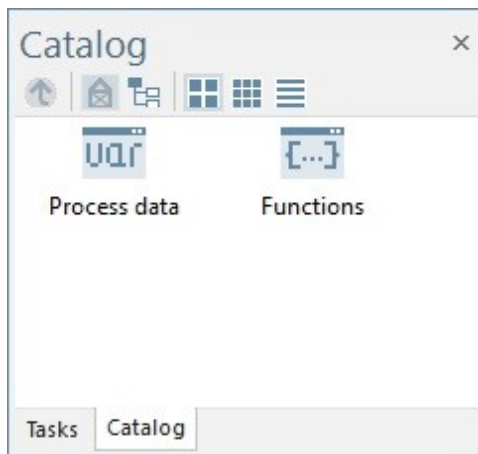 Catalog
var
{...}
Process data
Functions
Tasks
Catalog